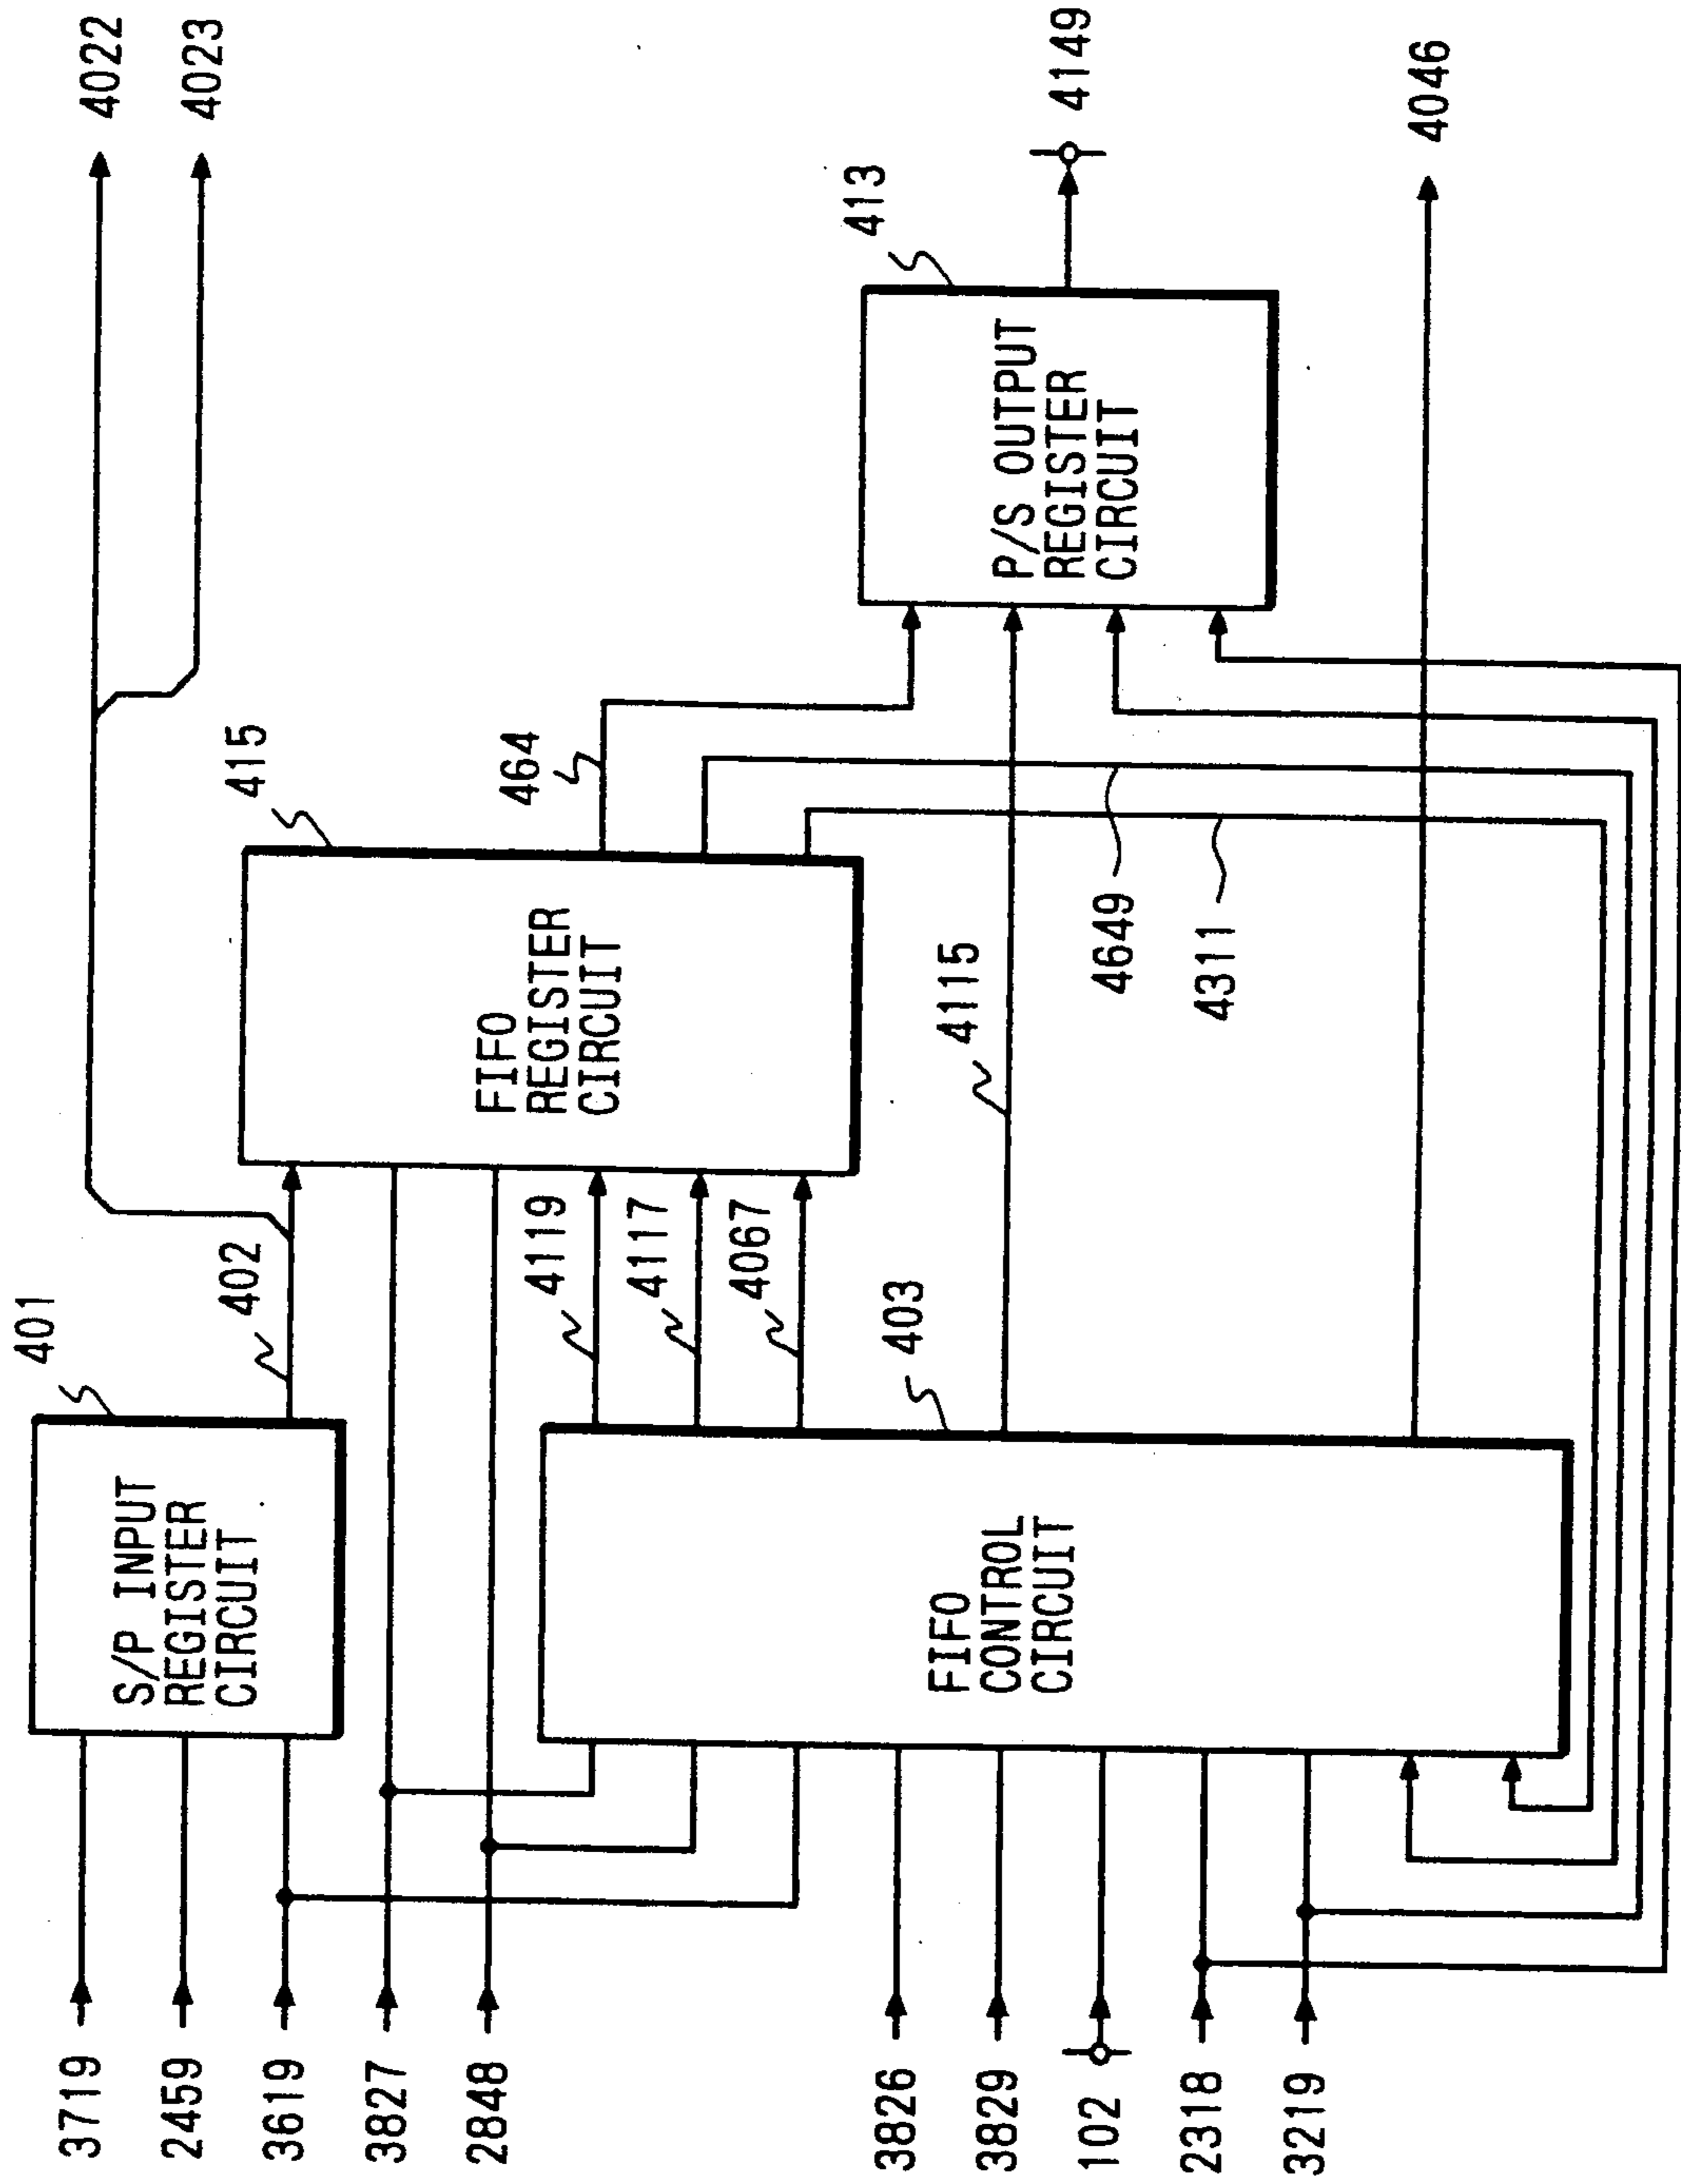 4022
4023
401
S/P INPUT
REGISTER
CIRCUIT
402
415
FIFO
REGISTER
CIRCUIT
464
413
P/S OUTPUT
REGISTER
CIRCUIT
4149
4119
4117
4067
403
FIFO
CONTROL
CIRCUIT
4115
4649
4311
4046
3719
2459
3619
3827
2848
3826
3829
102
2318
3219